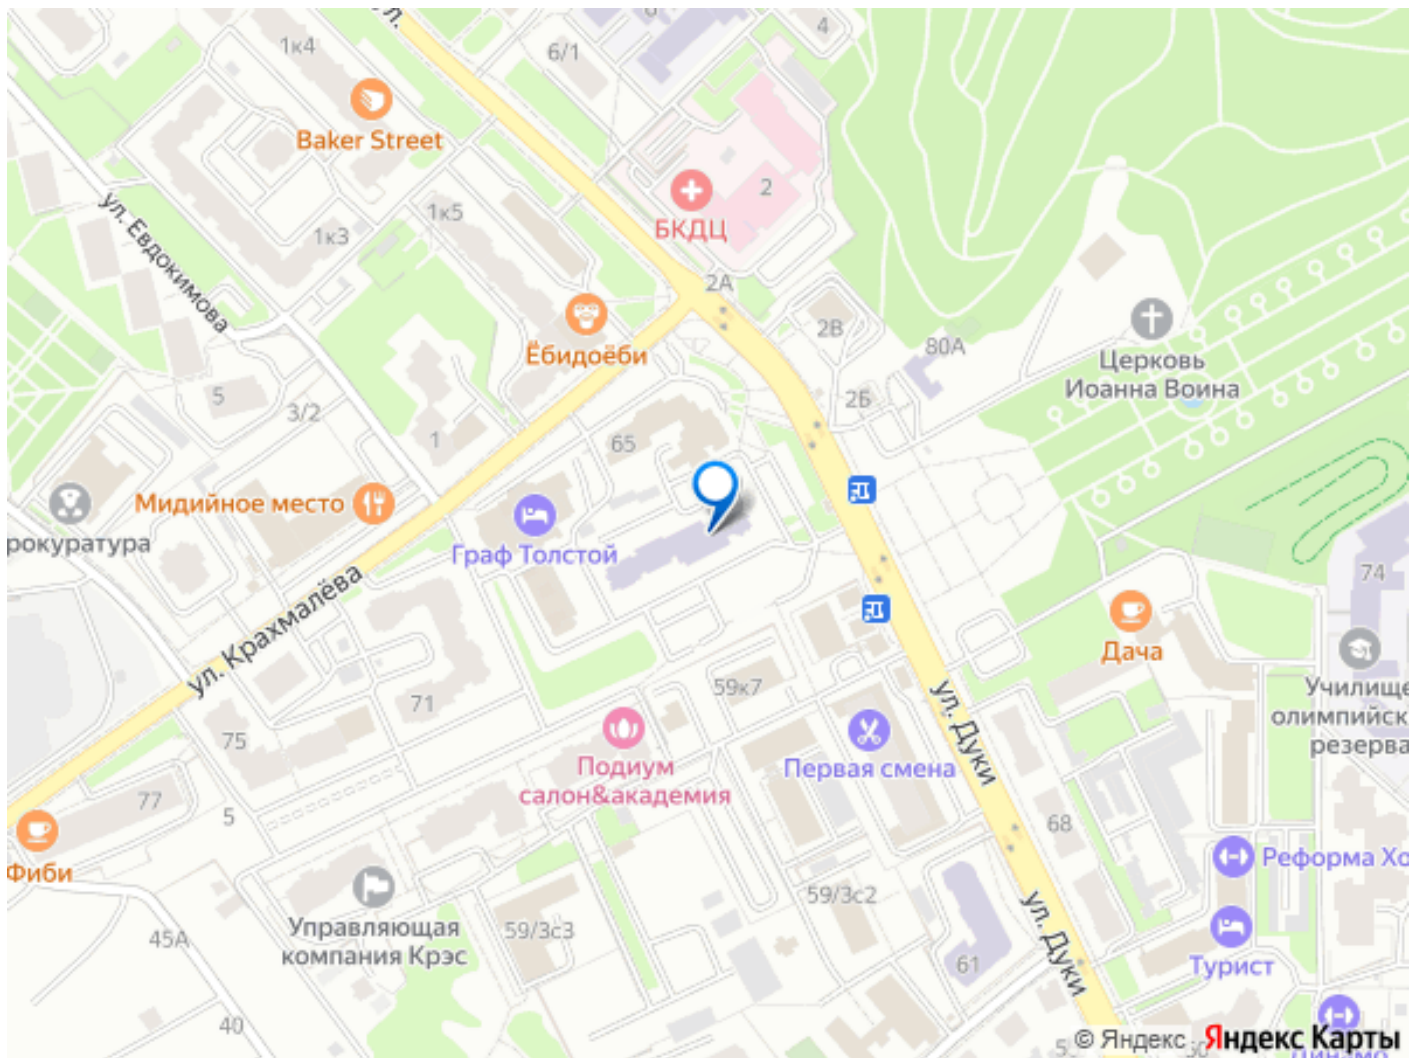 ул.
6
4
1к4
6/1
Baker Street
2
БКДЦ
ул. Евдокимова
1к5
1к3
2А
2В
80А
Ёбидоёби
Церковь
Иоанна Воина
5
3/2
2Б
1
65
Мидийное место
рокуратура
Граф Толстой
74
ул. Крахмалёва
Дача
Училище
олимпийск
резерва
59к7
ул. Дуки
71
75
Подиум
салон&академия
Первая смена
77
5
68
Фиби
Реформа Хо
59/3с2
Управляющая
компания Крэс
59/3с3
45А
ул. Дуки
61
Турист
40
© Яндекс Яндекс Карты